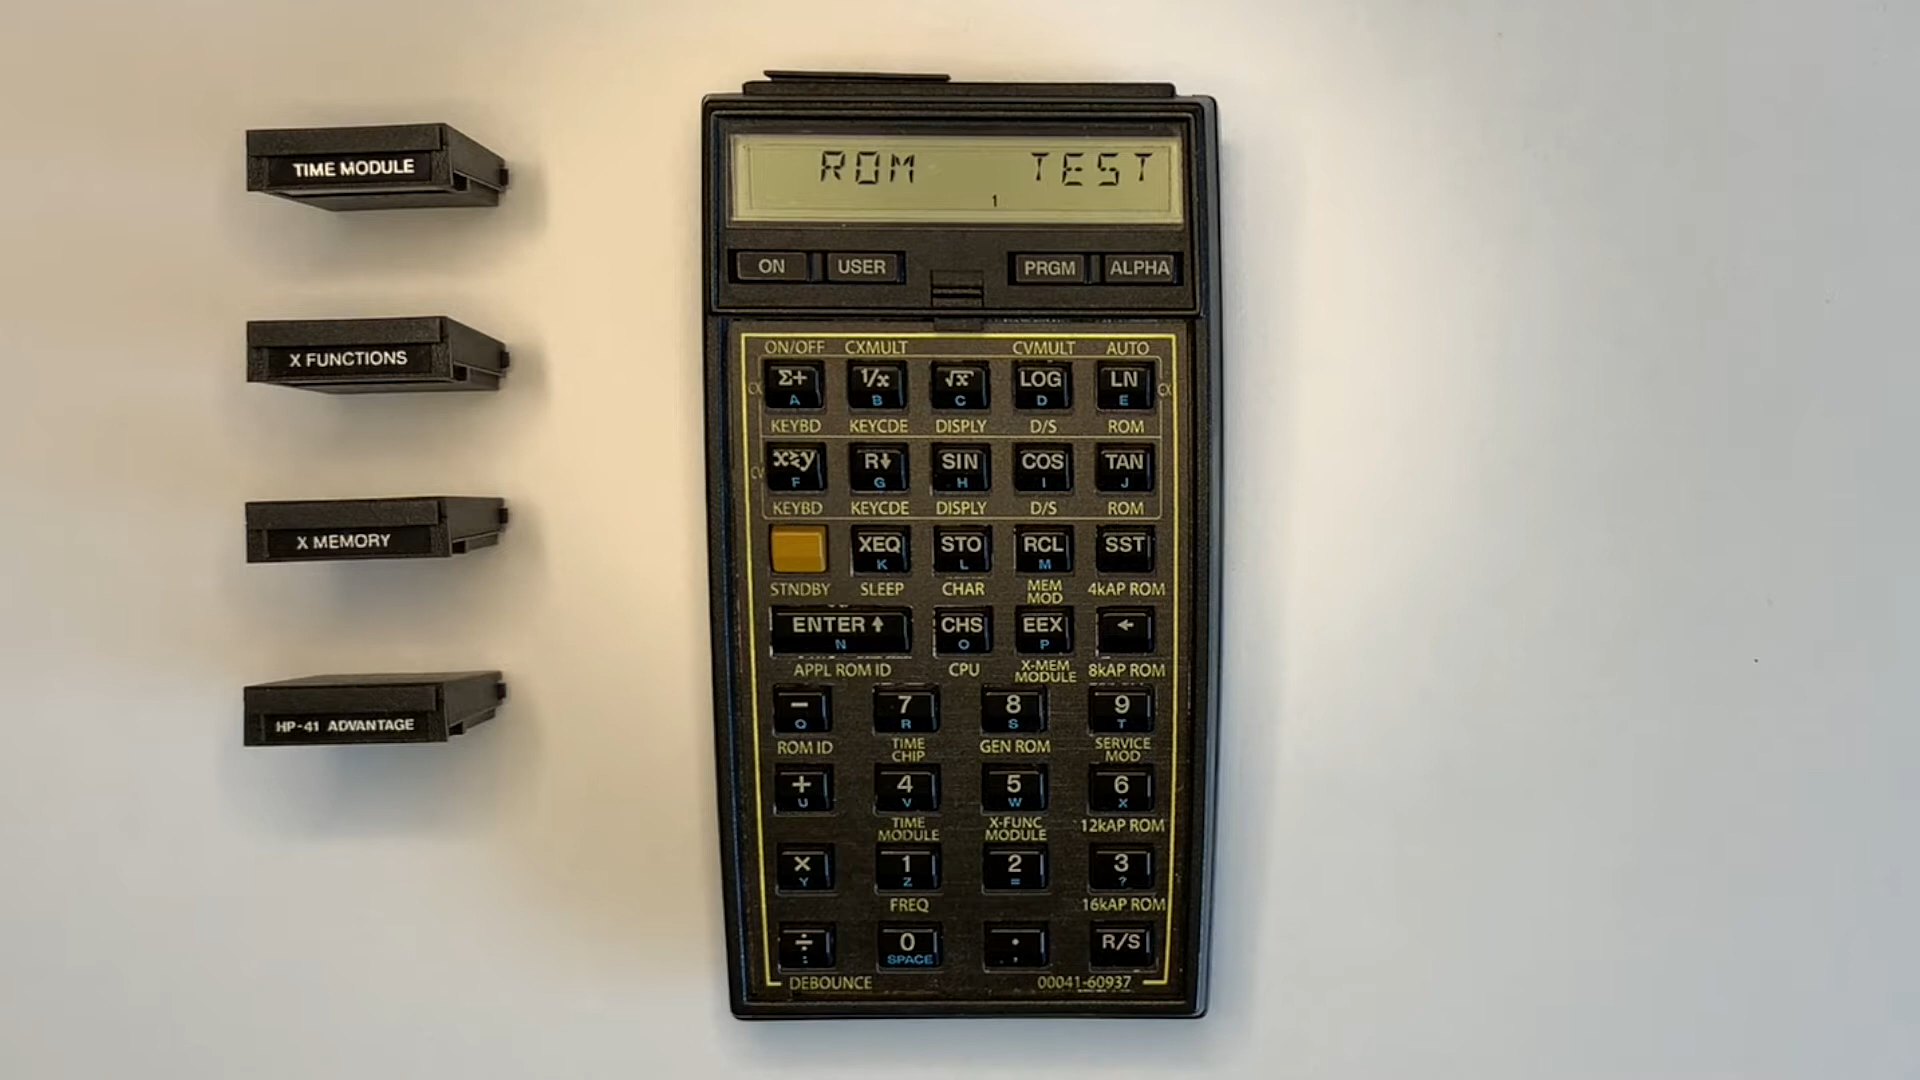 TIME MODULE
X FUNCTIONS
X MEMORY
HP-41 ADVANTAGE
ROM TEST
1
ON USER PRGM ALPHA
ON/OFF CXMULT CVMULT AUTO
Σ+ 1/x √x LOG LN
A B C D E
KEYBD KEYCDE DISPLY D/S ROM
x≷y R↓ SIN COS TAN
F G H I J
KEYBD KEYCDE DISPLY D/S ROM
XEQ STO RCL SST
K L M
STNDBY SLEEP CHAR MEM MOD 4kAP ROM
ENTER↑ CHS EEX ←
N O P
APPL ROM ID CPU X-MEM MODULE 8kAP ROM
− 7 8 9
Q R S T
ROM ID TIME CHIP GEN ROM SERVICE MOD
+ 4 5 6
U V W X
TIME MODULE X-FUNC MODULE 12kAP ROM
× 1 2 3
Y Z = ?
FREQ 16kAP ROM
÷ 0 . R/S
: SPACE ,
DEBOUNCE 00041-60937